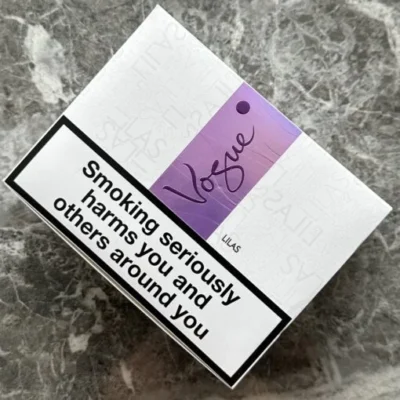 Vogue
LILAS
Smoking seriously
harms you and
others around you